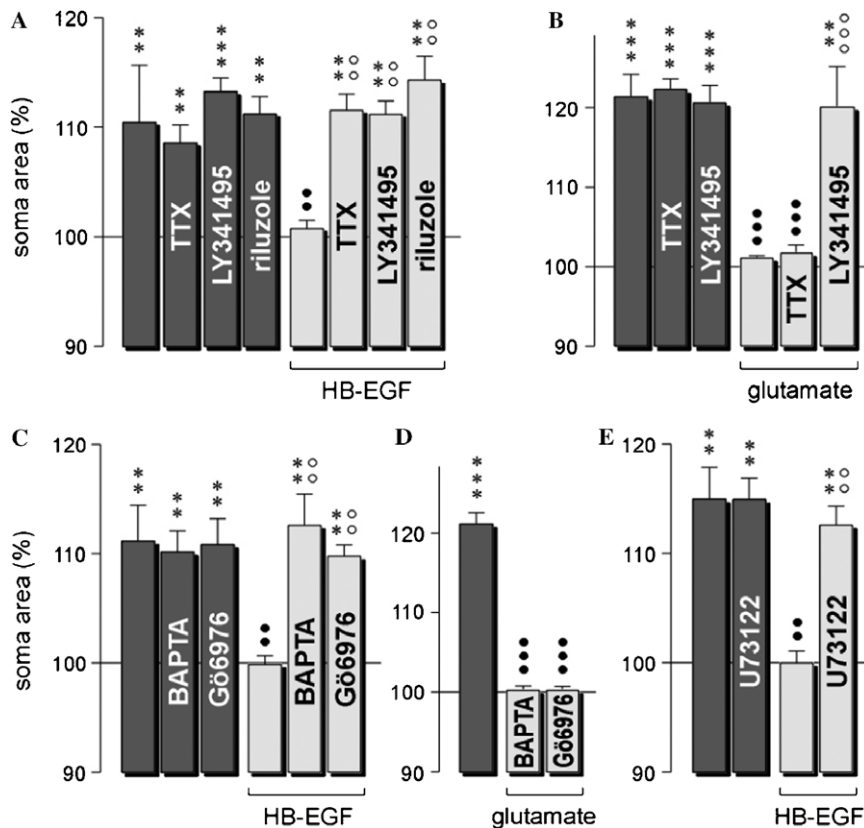 A
soma area (%)
120
110
100
90
**
**
TTX
***
LY341495
**
riluzole
●●
**
○○
TTX
**
○○
LY341495
**
○○
riluzole
HB-EGF
B
120
110
100
90
***
***
TTX
***
LY341495
●●●
●●●
TTX
**
○○○
LY341495
glutamate
C
soma area (%)
120
110
100
90
**
**
BAPTA
**
Gö6976
●●
**
○○
BAPTA
**
○○
Gö6976
HB-EGF
D
120
110
100
90
***
●●●
BAPTA
●●●
Gö6976
glutamate
E
120
110
100
90
**
**
U73122
●●
**
○○
U73122
HB-EGF